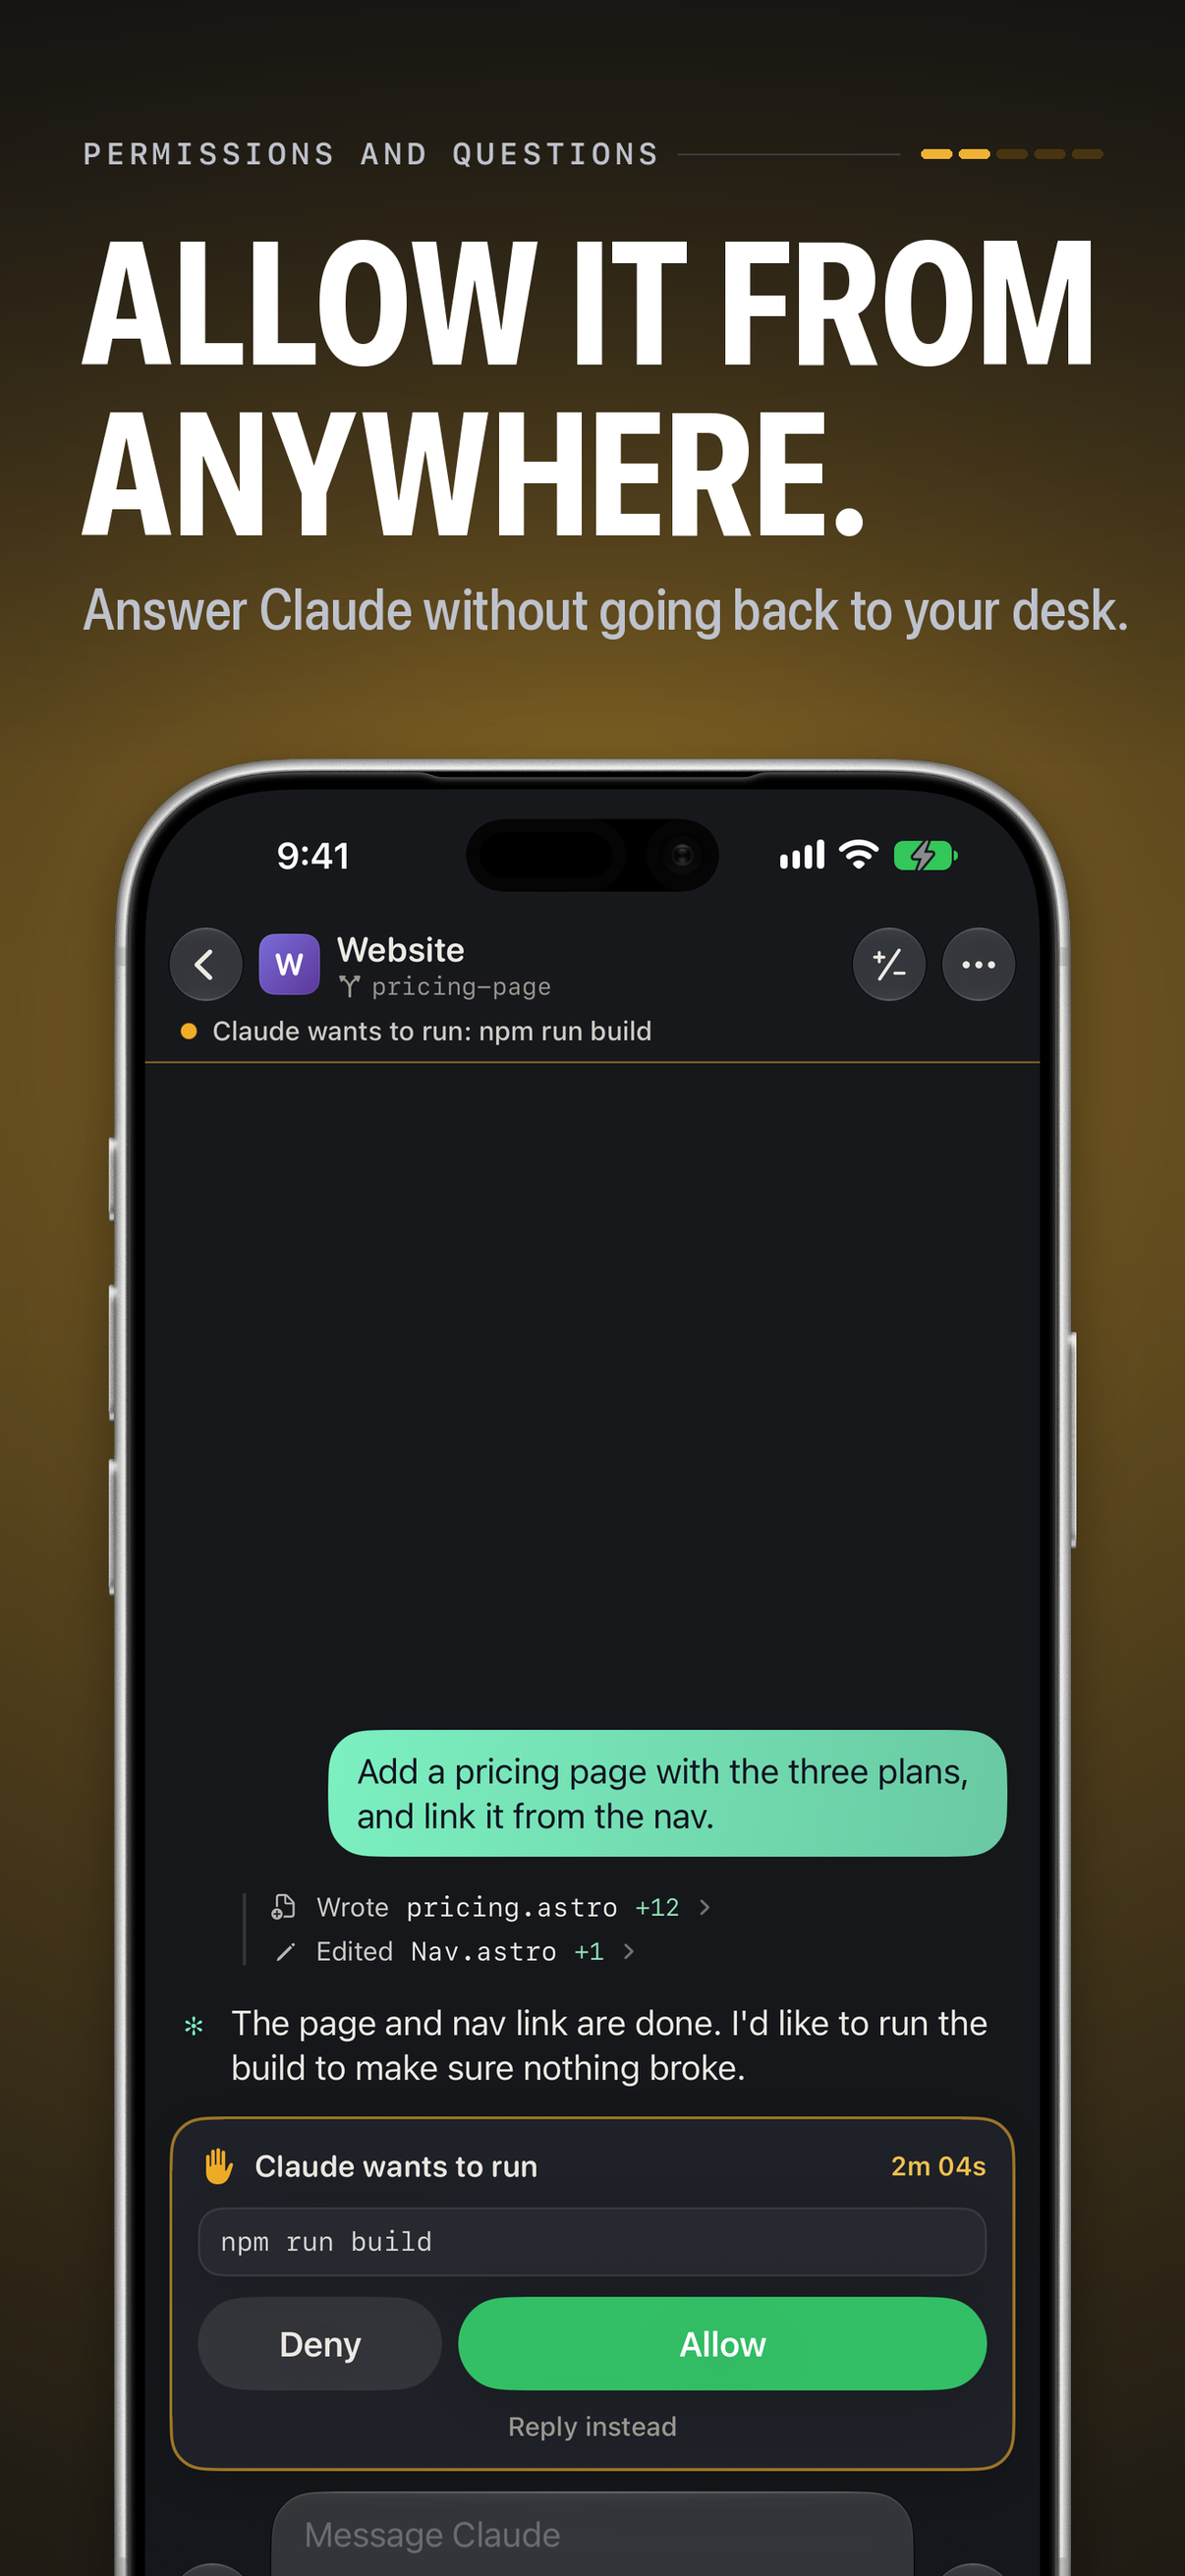 PERMISSIONS AND QUESTIONS
ALLOW IT FROM
ANYWHERE.
Answer Claude without going back to your desk.
9:41
W
Website
pricing-page
Claude wants to run: npm run build
Add a pricing page with the three plans,
and link it from the nav.
Wrote pricing.astro +12
Edited Nav.astro +1
The page and nav link are done. I'd like to run the
build to make sure nothing broke.
Claude wants to run 2m 04s
npm run build
Deny Allow
Reply instead
Message Claude